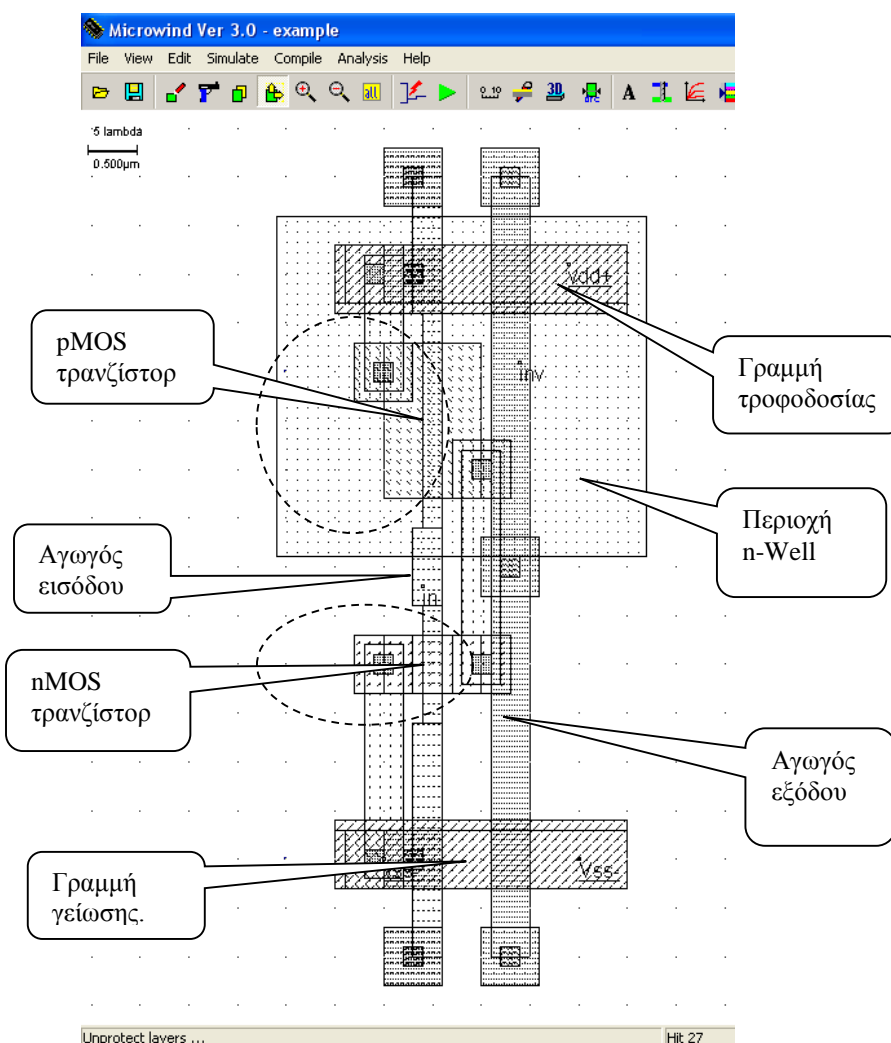 Microwind Ver 3.0 - example
File View Edit Simulate Compile Analysis Help
5 lambda
0.500μm
Vdd+
pMOS
τρανζίστορ
Γραμμή
τροφοδοσίας
inv
Περιοχή
n-Well
Αγωγός
εισόδου
in
nMOS
τρανζίστορ
Αγωγός
εξόδου
Γραμμή
γείωσης.
Vss-
Unprotect layers ...
Hit 27